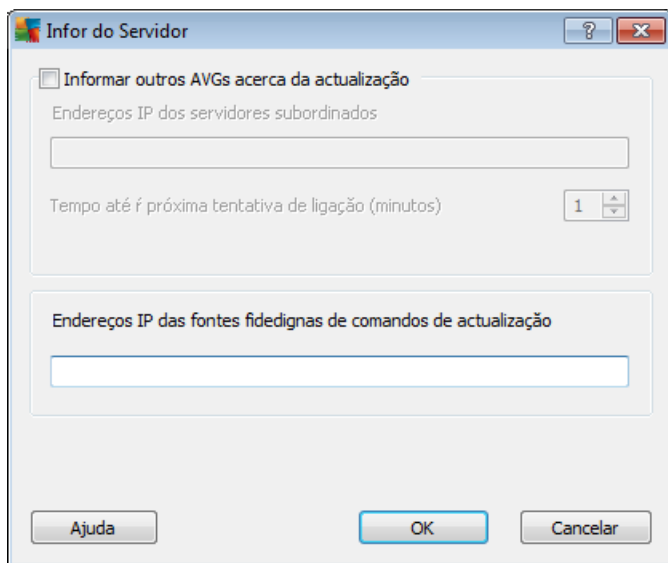 Infor do Servidor
Informar outros AVGs acerca da actualização
Endereços IP dos servidores subordinados
Tempo até ŕ próxima tentativa de ligação (minutos) 1
Endereços IP das fontes fidedignas de comandos de actualização
Ajuda OK Cancelar